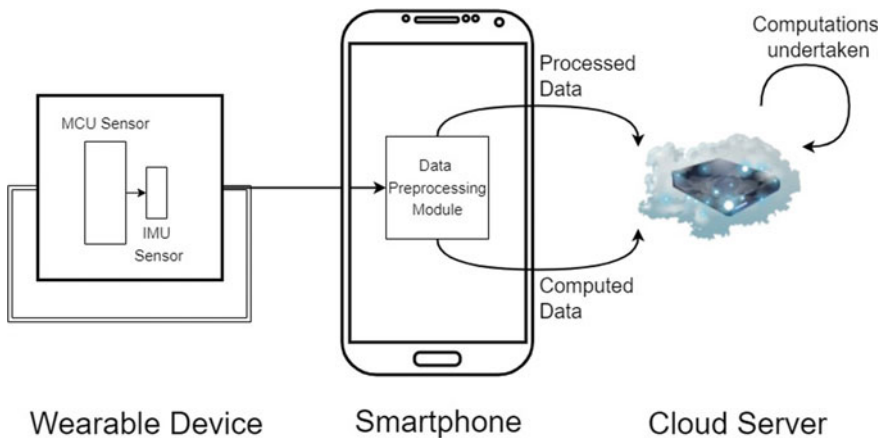 Computations
undertaken
Processed
Data
MCU Sensor
IMU
Sensor
Data
Preprocessing
Module
Computed
Data
Wearable Device
Smartphone
Cloud Server